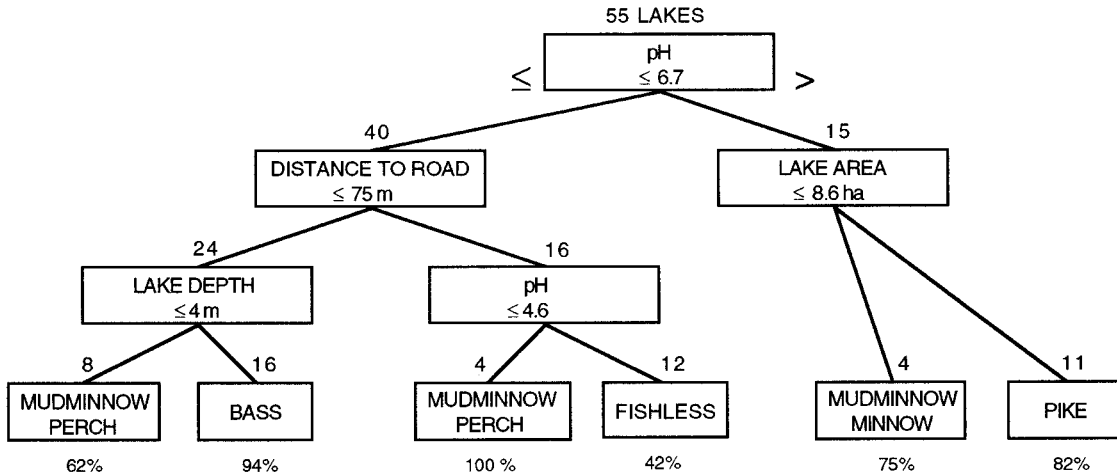 55 LAKES
pH
≤ 6.7
≤ >
40 15
DISTANCE TO ROAD
≤ 75 m
LAKE AREA
≤ 8.6 ha
24 16
LAKE DEPTH
≤ 4 m
pH
≤ 4.6
8 16 4 12 4 11
MUDMINNOW
PERCH
BASS
MUDMINNOW
PERCH
FISHLESS
MUDMINNOW
MINNOW
PIKE
62% 94% 100 % 42% 75% 82%